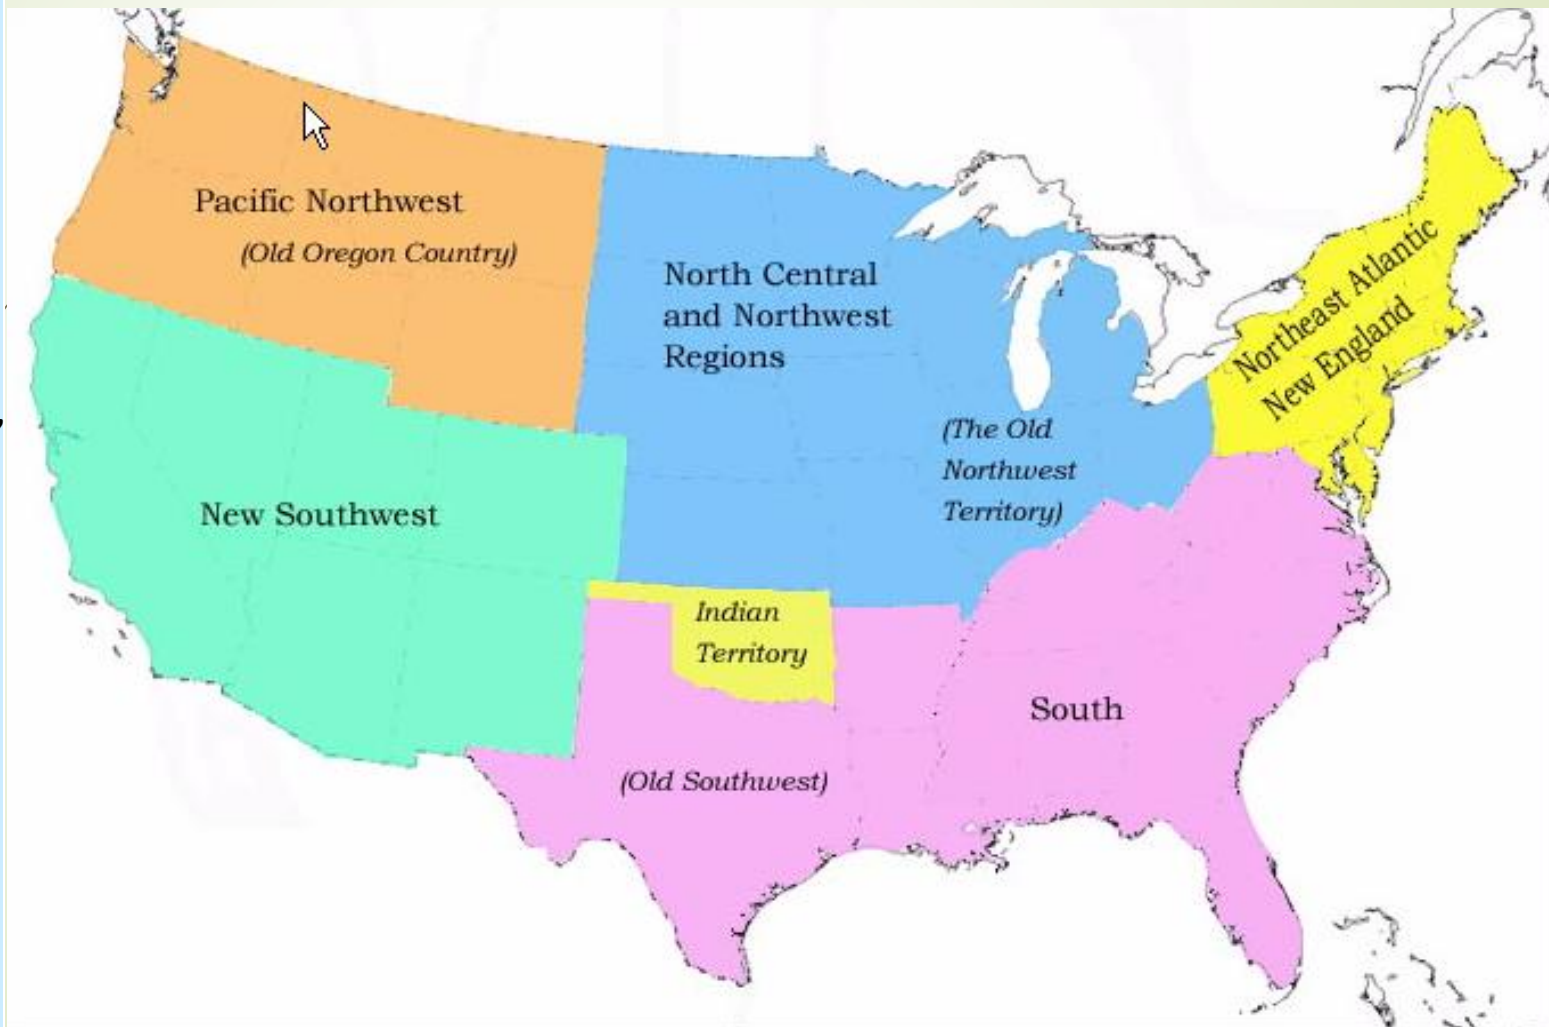 Pacific Northwest
(Old Oregon Country)
North Central
and Northwest
Regions
(The Old
Northwest
Territory)
Northeast Atlantic
New England
New Southwest
Indian
Territory
South
(Old Southwest)